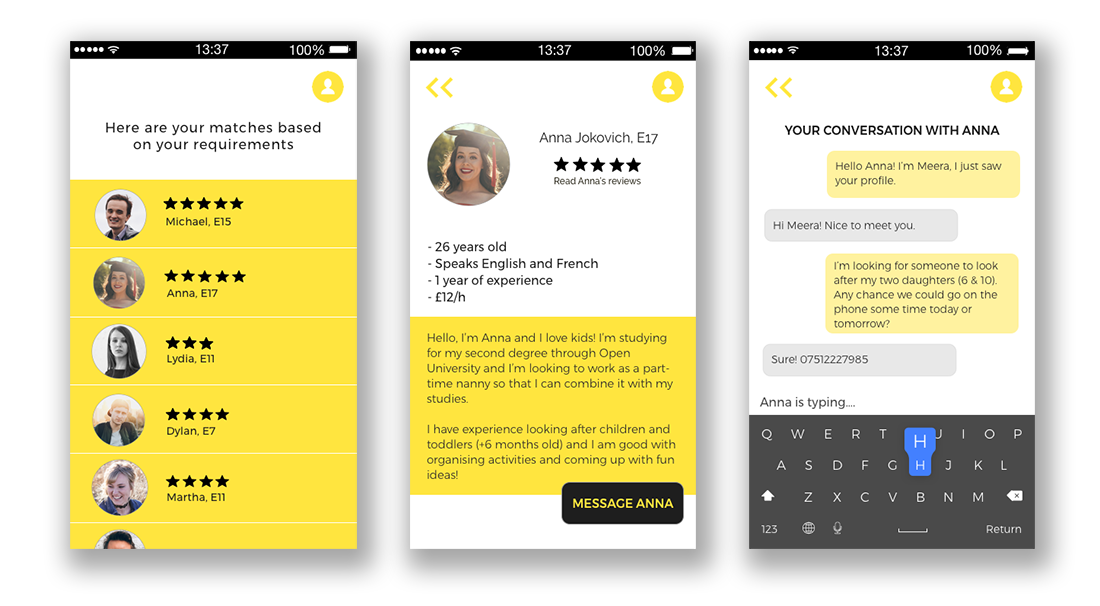 13:37
100%
Here are your matches based
on your requirements
Michael, E15
Anna, E17
Lydia, E11
Dylan, E7
Martha, E11
13:37
100%
Anna Jokovich, E17
Read Anna's reviews
- 26 years old
- Speaks English and French
- 1 year of experience
- £12/h
Hello, I'm Anna and I love kids! I'm studying
for my second degree through Open
University and I'm looking to work as a part-
time nanny so that I can combine it with my
studies.
I have experience looking after children and
toddlers (+6 months old) and I am good with
organising activities and coming up with fun
ideas!
MESSAGE ANNA
13:37
100%
YOUR CONVERSATION WITH ANNA
Hello Anna! I'm Meera, I just saw
your profile.
Hi Meera! Nice to meet you.
I'm looking for someone to look
after my two daughters (6 & 10).
Any chance we could go on the
phone some time today or
tomorrow?
Sure! 07512227985
Anna is typing....
Q W E R T H U I O P
A S D F G H J K L
Z X C V B N M
123 Return